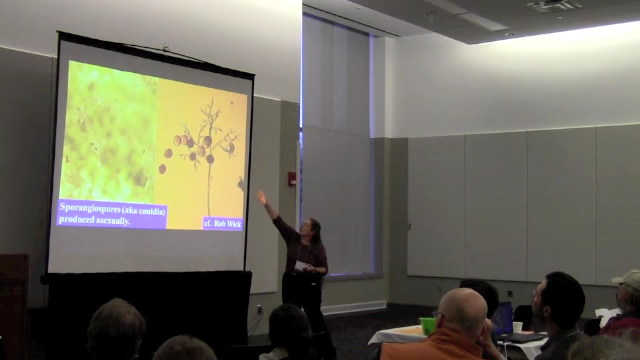 Sporangiospores (aka conidia)
produced asexually.
cf. Rob Wick